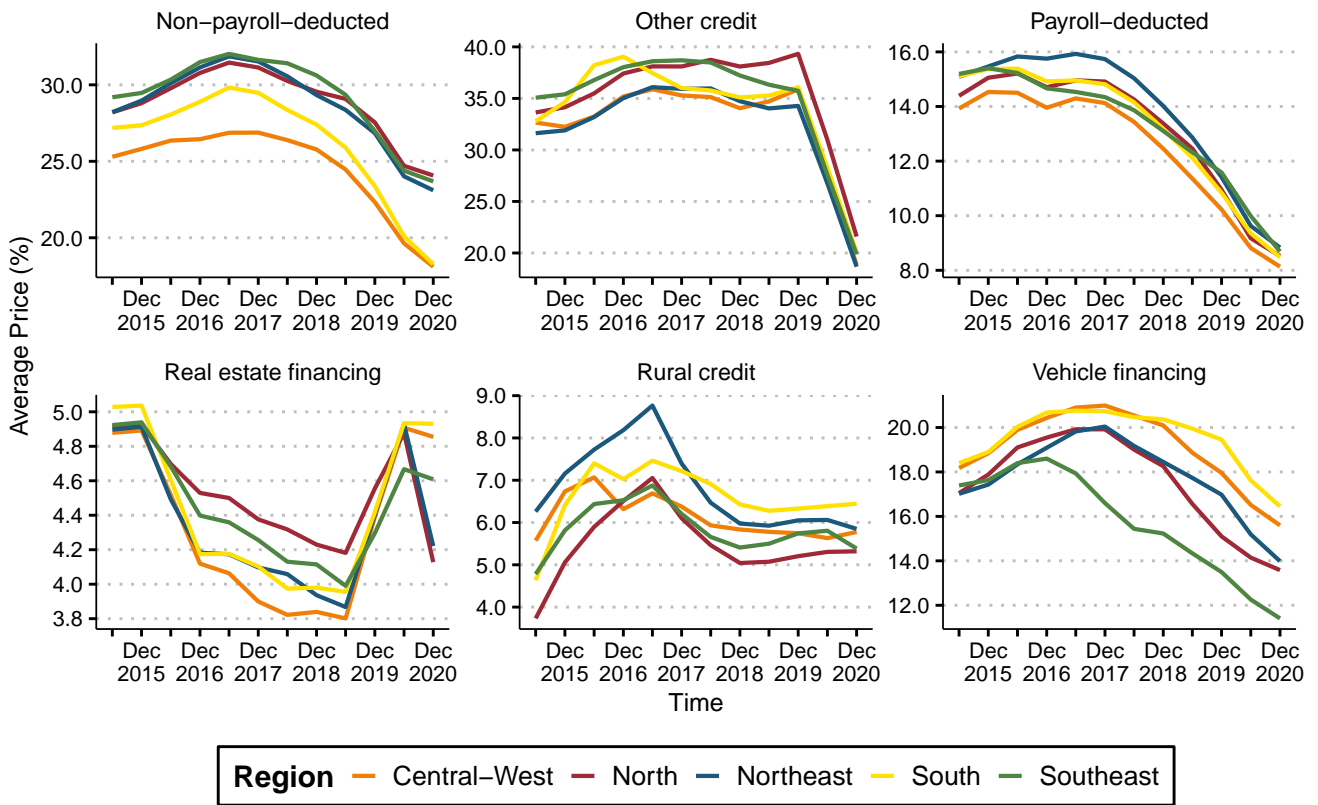 Non−payroll−deducted
Other credit
Payroll−deducted
30.0
25.0
20.0
40.0
35.0
30.0
25.0
20.0
16.0
14.0
12.0
10.0
8.0
Dec 2015 Dec 2016 Dec 2017 Dec 2018 Dec 2019 Dec 2020
Dec 2015 Dec 2016 Dec 2017 Dec 2018 Dec 2019 Dec 2020
Dec 2015 Dec 2016 Dec 2017 Dec 2018 Dec 2019 Dec 2020
Average Price (%)
Real estate financing
Rural credit
Vehicle financing
5.0
4.8
4.6
4.4
4.2
4.0
3.8
9.0
8.0
7.0
6.0
5.0
4.0
20.0
18.0
16.0
14.0
12.0
Dec 2015 Dec 2016 Dec 2017 Dec 2018 Dec 2019 Dec 2020
Dec 2015 Dec 2016 Dec 2017 Dec 2018 Dec 2019 Dec 2020
Dec 2015 Dec 2016 Dec 2017 Dec 2018 Dec 2019 Dec 2020
Time
Region Central−West North Northeast South Southeast